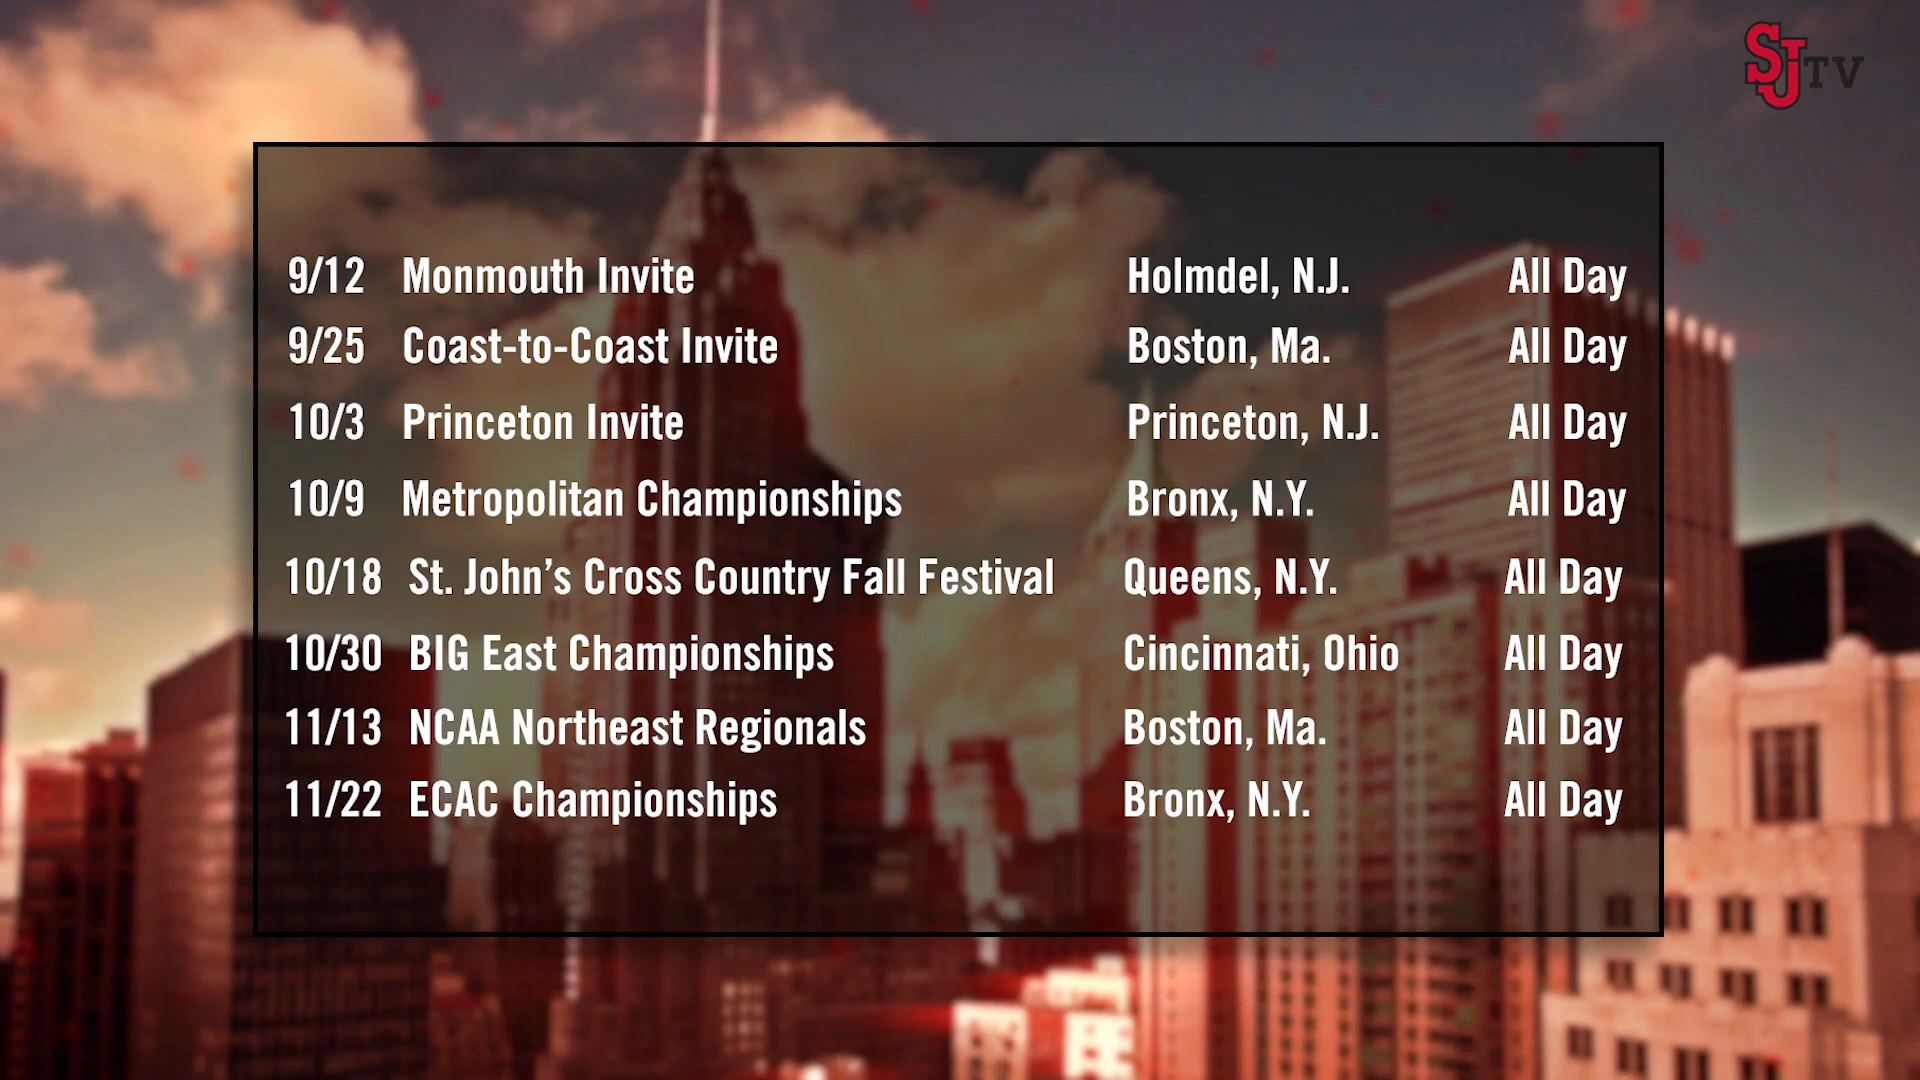 SJTV
9/12 Monmouth Invite Holmdel, N.J. All Day
9/25 Coast-to-Coast Invite Boston, Ma. All Day
10/3 Princeton Invite Princeton, N.J. All Day
10/9 Metropolitan Championships Bronx, N.Y. All Day
10/18 St. John’s Cross Country Fall Festival Queens, N.Y. All Day
10/30 BIG East Championships Cincinnati, Ohio All Day
11/13 NCAA Northeast Regionals Boston, Ma. All Day
11/22 ECAC Championships Bronx, N.Y. All Day